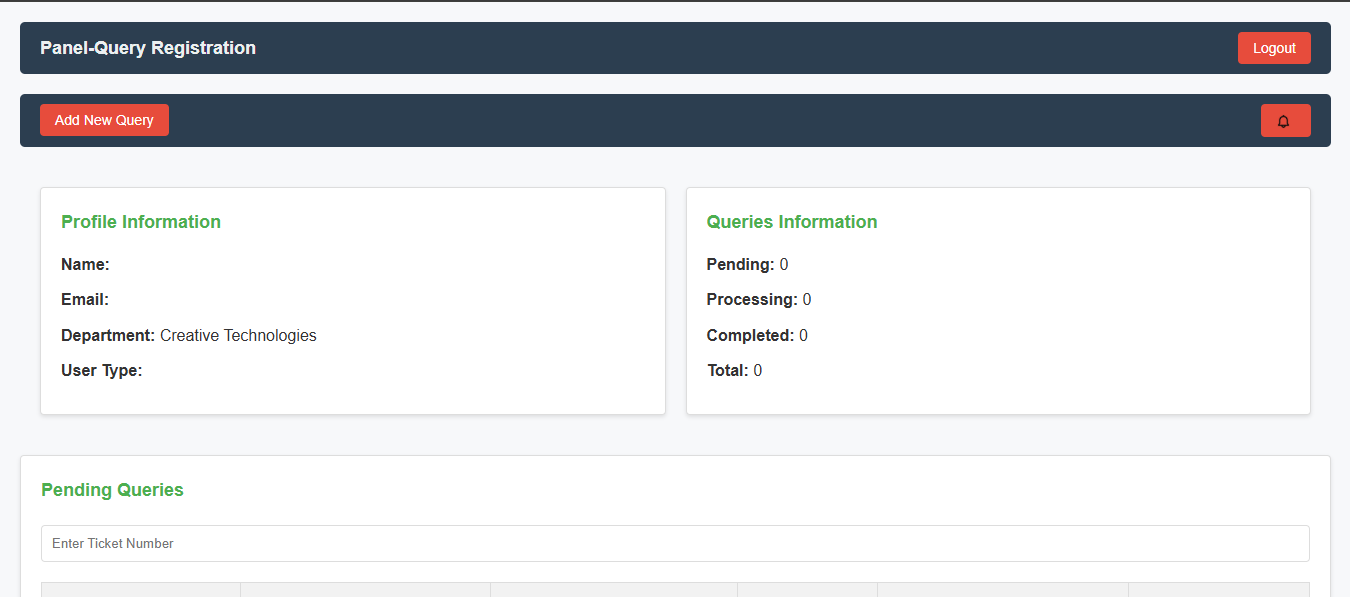 Panel-Query Registration
Logout
Add New Query
Profile Information
Name:
Email:
Department: Creative Technologies
User Type:
Queries Information
Pending: 0
Processing: 0
Completed: 0
Total: 0
Pending Queries
Enter Ticket Number